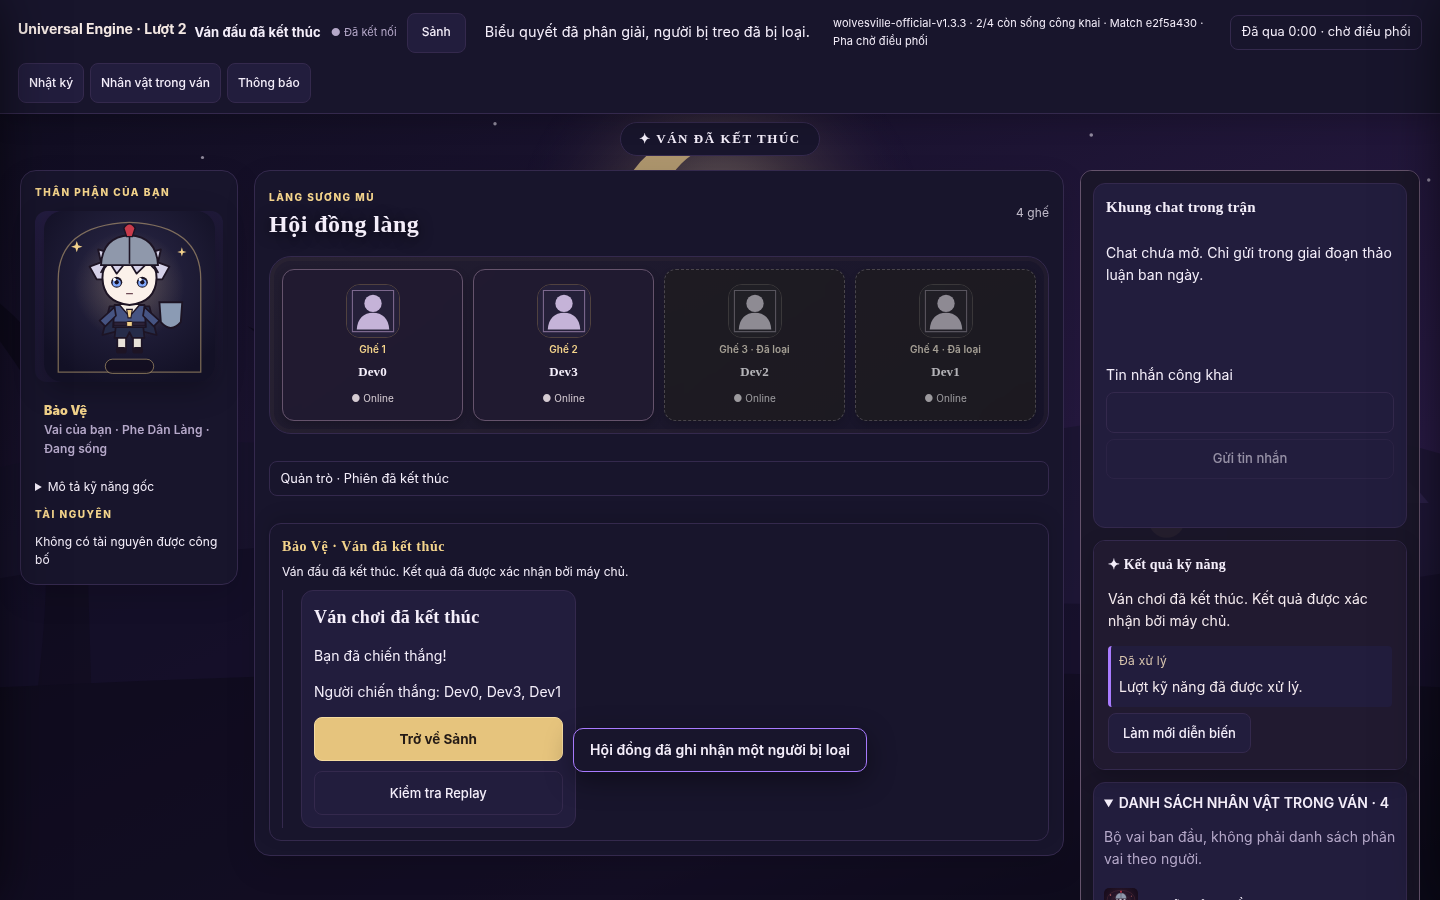 Universal Engine · Lượt 2
Ván đấu đã kết thúc
Đã kết nối
Sảnh
Biểu quyết đã phân giải, người bị treo đã bị loại.
wolvesville-official-v1.3.3 · 2/4 còn sống công khai · Match e2f5a430 ·
Pha chờ điều phối
Đã qua 0:00 · chờ điều phối
Nhật ký
Nhân vật trong ván
Thông báo
✦ VÁN ĐÃ KẾT THÚC
THÂN PHẬN CỦA BẠN
Bảo Vệ
Vai của bạn · Phe Dân Làng ·
Đang sống
Mô tả kỹ năng gốc
TÀI NGUYÊN
Không có tài nguyên được công
bố
LÀNG SƯƠNG MÙ
Hội đồng làng
4 ghế
Ghế 1
Dev0
Online
Ghế 2
Dev3
Online
Ghế 3 · Đã loại
Dev2
Online
Ghế 4 · Đã loại
Dev1
Online
Quản trò · Phiên đã kết thúc
Bảo Vệ · Ván đã kết thúc
Ván đấu đã kết thúc. Kết quả đã được xác nhận bởi máy chủ.
Ván chơi đã kết thúc
Bạn đã chiến thắng!
Người chiến thắng: Dev0, Dev3, Dev1
Trở về Sảnh
Kiểm tra Replay
Hội đồng đã ghi nhận một người bị loại
Khung chat trong trận
Chat chưa mở. Chỉ gửi trong giai đoạn thảo
luận ban ngày.
Tin nhắn công khai
Gửi tin nhắn
✦ Kết quả kỹ năng
Ván chơi đã kết thúc. Kết quả được xác
nhận bởi máy chủ.
Đã xử lý
Lượt kỹ năng đã được xử lý.
Làm mới diễn biến
DANH SÁCH NHÂN VẬT TRONG VÁN · 4
Bộ vai ban đầu, không phải danh sách phân
vai theo người.